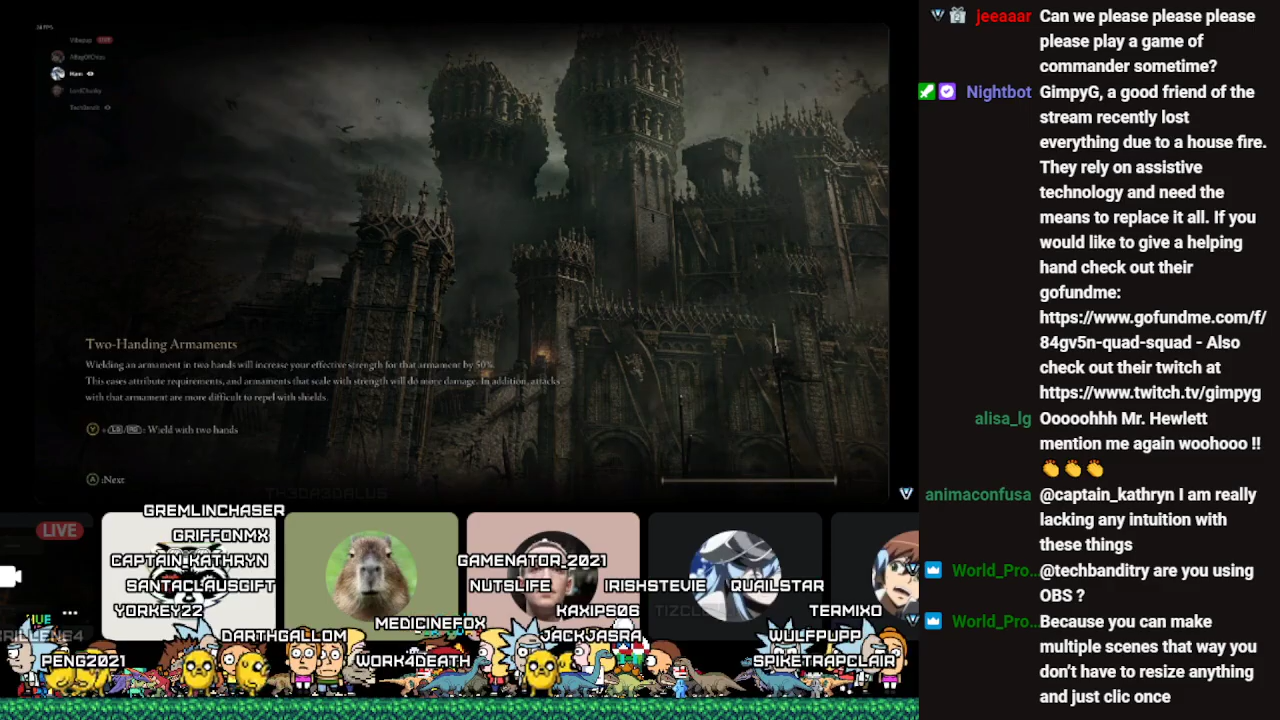 Vibepay LIVE
Ham
LordChucky
Two-Handing Armaments
Wielding an armament in two hands will increase your effective strength for that armament by 50%.
This eases attribute requirements, and armaments that scale with strength will do more damage. In addition, attacks
with that armament are more difficult to repel with shields.
Y + LB/RB: Wield with two hands
A :Next
TH3OP3DALUS
LIVE
GREMLINCHASER
GRIFFONMX
CAPTAIN_KATHRYN
SANTACLAUSGIFT
YORKEY22
GAMENATOR_2021
NUTSLIFE
IRISHSTEVIE
QUAILSTAR
KAXIPS06
TERMIXO
MEDICINEFOX
DARTHGALLOM
JACKJASRA
WULFPUPP
PENG2021
WORK4DEATH
SPIKETRAPCLAIR
jeeaaar Can we please please please
please play a game of
commander sometime?
Nightbot GimpyG, a good friend of the
stream recently lost
everything due to a house fire.
They rely on assistive
technology and need the
means to replace it all. If you
would like to give a helping
hand check out their
gofundme:
https://www.gofundme.com/f/
84gv5n-quad-squad - Also
check out their twitch at
https://www.twitch.tv/gimpyg
alisa_lg Ooooohhh Mr. Hewlett
mention me again woohooo !!
👏 👏 👏
animaconfusa @captain_kathryn I am really
lacking any intuition with
these things
World_Pro... @techbanditry are you using
OBS ?
World_Pro... Because you can make
multiple scenes that way you
don't have to resize anything
and just clic once